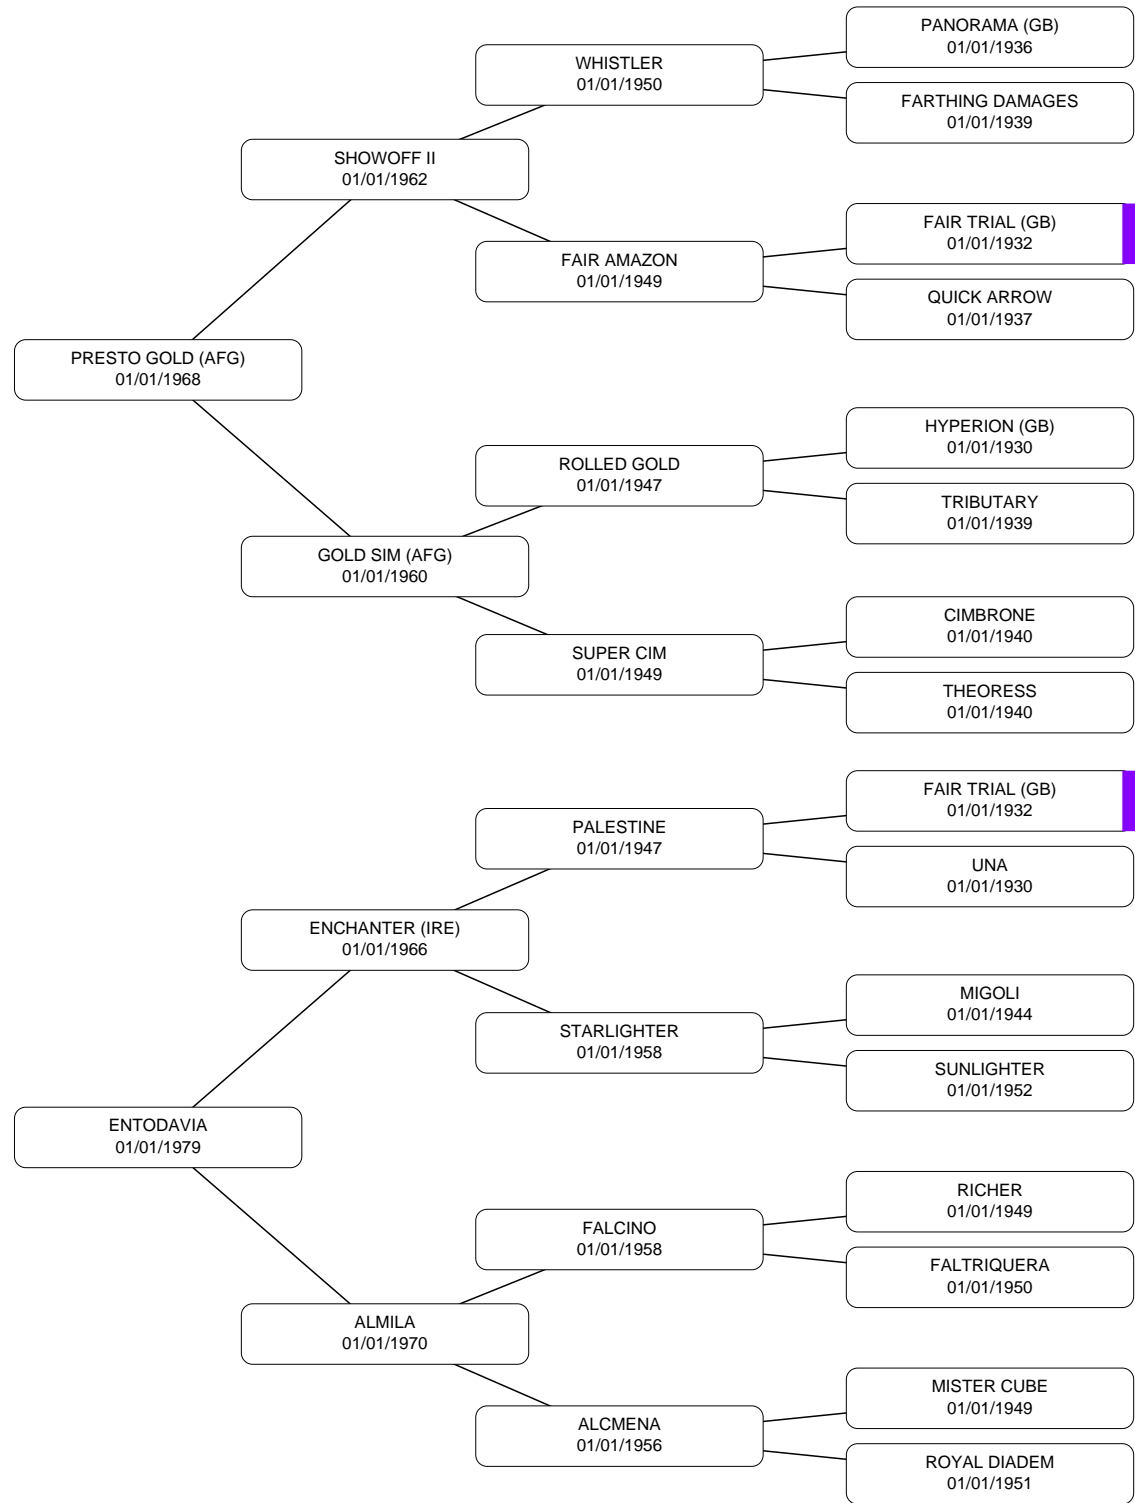 PANORAMA (GB)
01/01/1936
WHISTLER
01/01/1950
FARTHING DAMAGES
01/01/1939
SHOWOFF II
01/01/1962
FAIR TRIAL (GB)
01/01/1932
FAIR AMAZON
01/01/1949
QUICK ARROW
01/01/1937
PRESTO GOLD (AFG)
01/01/1968
HYPERION (GB)
01/01/1930
ROLLED GOLD
01/01/1947
TRIBUTARY
01/01/1939
GOLD SIM (AFG)
01/01/1960
CIMBRONE
01/01/1940
SUPER CIM
01/01/1949
THEORESS
01/01/1940
FAIR TRIAL (GB)
01/01/1932
PALESTINE
01/01/1947
UNA
01/01/1930
ENCHANTER (IRE)
01/01/1966
MIGOLI
01/01/1944
STARLIGHTER
01/01/1958
SUNLIGHTER
01/01/1952
ENTODAVIA
01/01/1979
RICHER
01/01/1949
FALCINO
01/01/1958
FALTRIQUERA
01/01/1950
ALMILA
01/01/1970
MISTER CUBE
01/01/1949
ALCMENA
01/01/1956
ROYAL DIADEM
01/01/1951